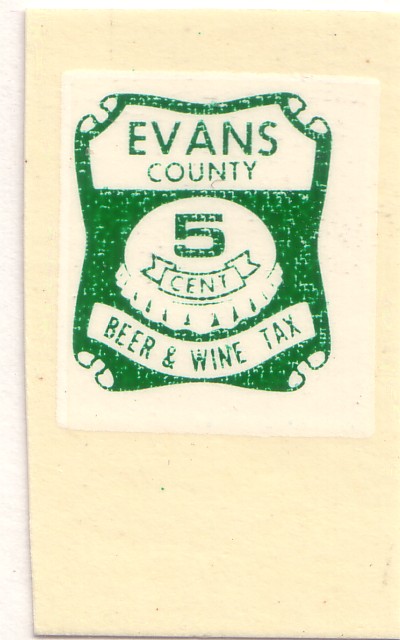 EVANS
COUNTY
5
CENT
BEER & WINE TAX